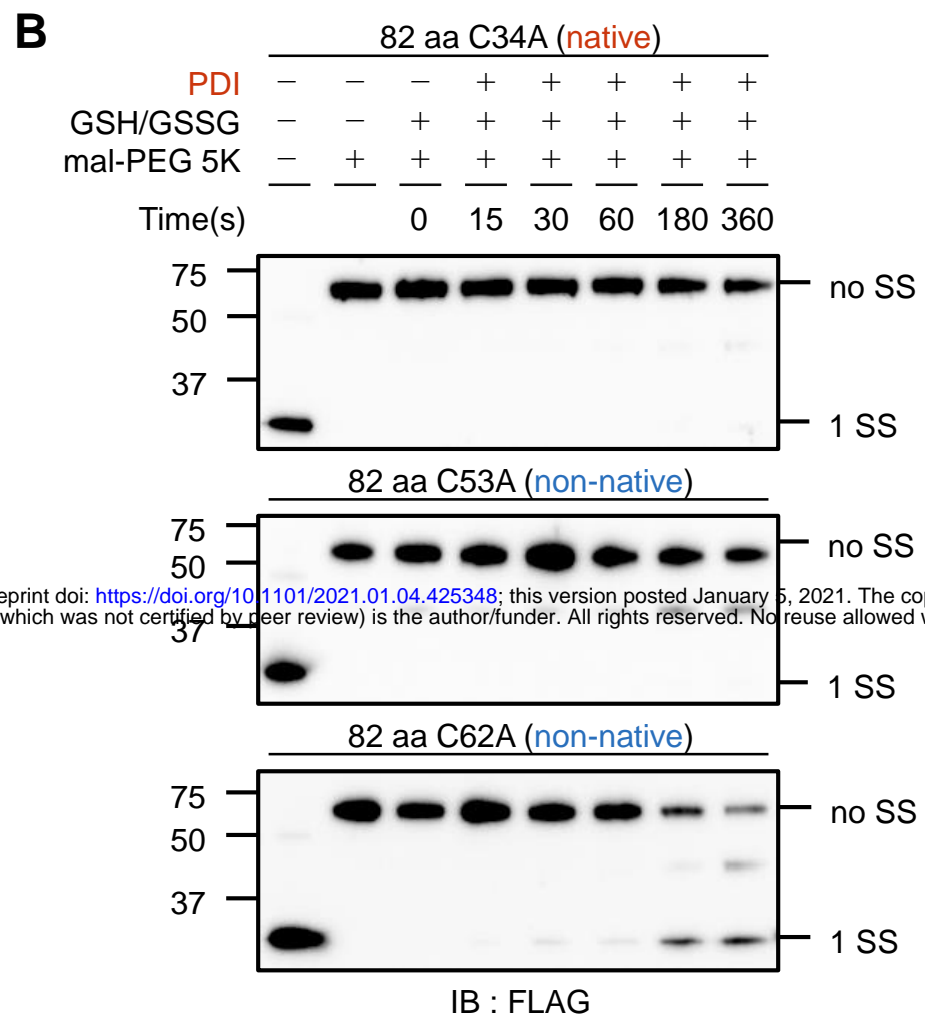 B
82 aa C34A (native)
PDI − − − + + + + +
GSH/GSSG − − + + + + + +
mal-PEG 5K − + + + + + + +
Time(s) 0 15 30 60 180 360
75
no SS
50
37
1 SS
82 aa C53A (non-native)
75
no SS
50
eprint doi: https://doi.org/10.1101/2021.01.04.425348; this version posted January 5, 2021. The cop
which was not certified by peer review) is the author/funder. All rights reserved. No reuse allowed w
37
1 SS
82 aa C62A (non-native)
75
no SS
50
37
1 SS
IB : FLAG